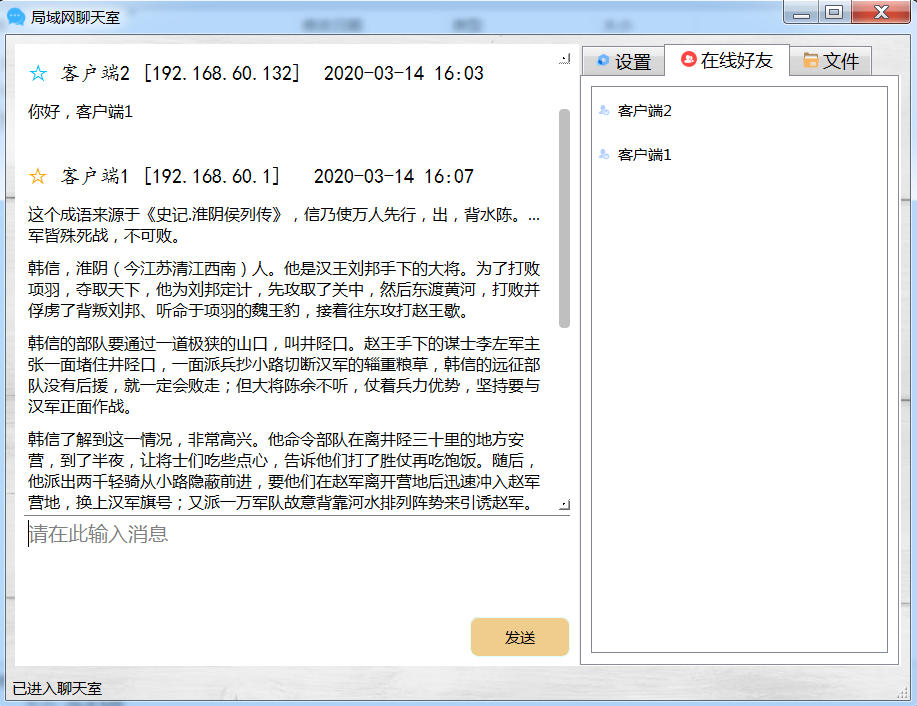 局域网聊天室
客户端2 [192.168.60.132] 2020-03-14 16:03
你好，客户端1
客户端1 [192.168.60.1] 2020-03-14 16:07
这个成语来源于《史记.淮阴侯列传》，信乃使万人先行，出，背水陈。...
军皆殊死战，不可败。
韩信，淮阴（今江苏清江西南）人。他是汉王刘邦手下的大将。为了打败
项羽，夺取天下，他为刘邦定计，先攻取了关中，然后东渡黄河，打败并
俘虏了背叛刘邦、听命于项羽的魏王豹，接着往东攻打赵王歇。
韩信的部队要通过一道极狭的山口，叫井陉口。赵王手下的谋士李左军主
张一面堵住井陉口，一面派兵抄小路切断汉军的辎重粮草，韩信的远征部
队没有后援，就一定会败走；但大将陈余不听，仗着兵力优势，坚持要与
汉军正面作战。
韩信了解到这一情况，非常高兴。他命令部队在离井陉三十里的地方安
营，到了半夜，让将士们吃些点心，告诉他们打了胜仗再吃饱饭。随后，
他派出两千轻骑从小路隐蔽前进，要他们在赵军离开营地后迅速冲入赵军
营地，换上汉军旗号；又派一万军队故意背靠河水排列阵势来引诱赵军。
请在此输入消息
发送
设置
在线好友
文件
客户端2
客户端1
已进入聊天室